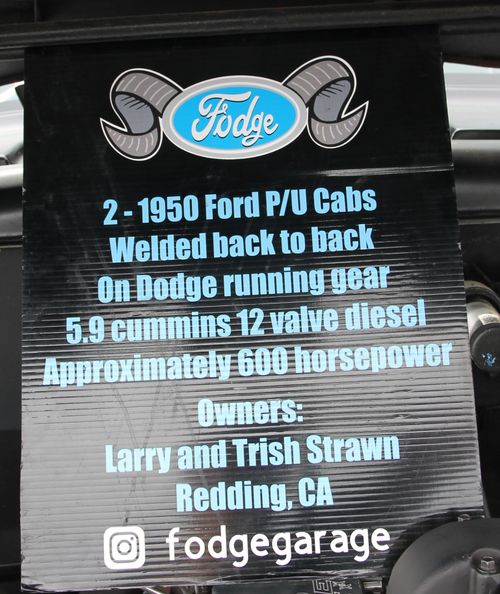 Fodge
2 - 1950 Ford P/U Cabs
Welded back to back
On Dodge running gear
5.9 cummins 12 valve diesel
Approximately 600 horsepower
Owners:
Larry and Trish Strawn
Redding, CA
fodgegarage